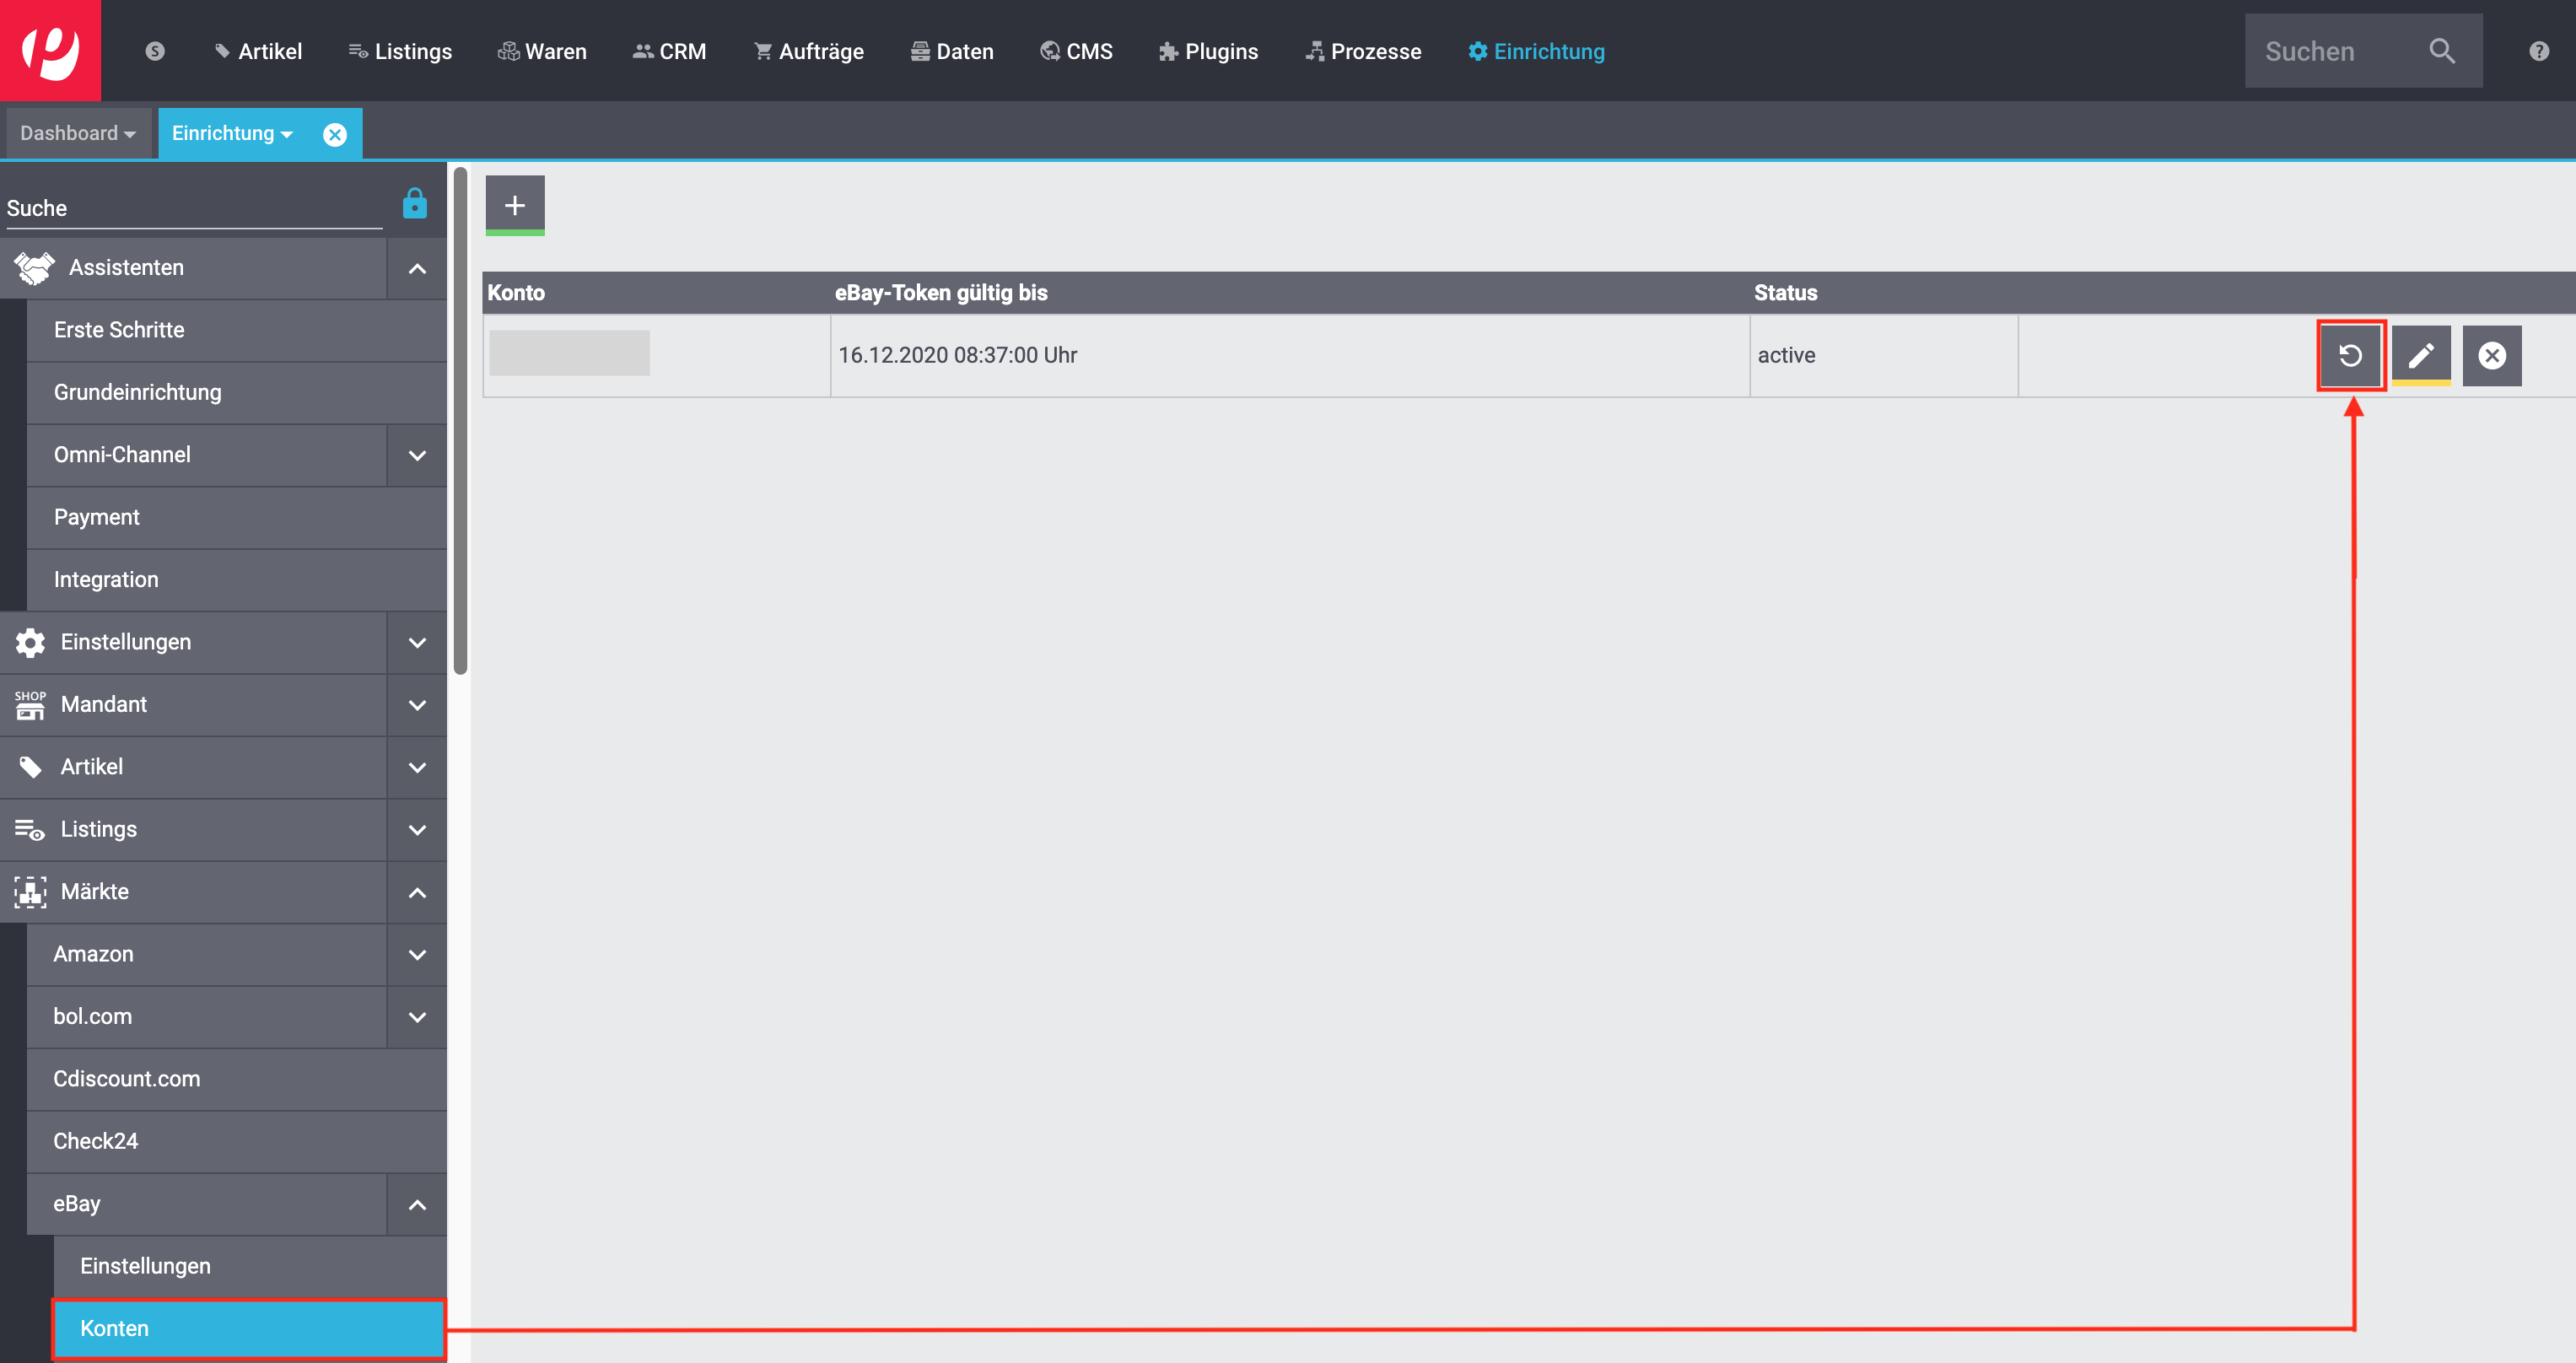 Artikel
Listings
Waren
CRM
Aufträge
Daten
CMS
Plugins
Prozesse
Einrichtung
Suchen
Dashboard
Einrichtung
Suche
Assistenten
Erste Schritte
Grundeinrichtung
Omni-Channel
Payment
Integration
Einstellungen
SHOP
Mandant
Artikel
Listings
Märkte
Amazon
bol.com
Cdiscount.com
Check24
eBay
Einstellungen
Konten
Konto eBay-Token gültig bis Status
16.12.2020 08:37:00 Uhr active